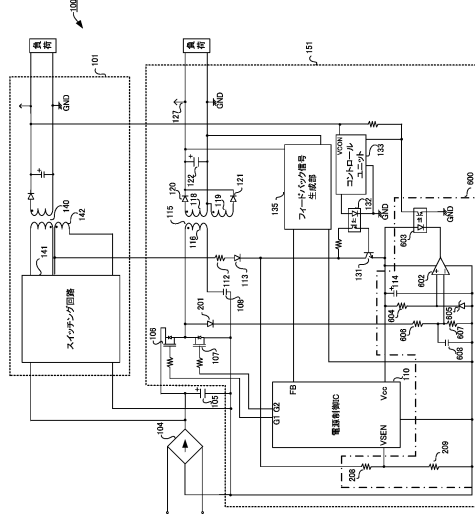 100
101
負荷
GND
141
140
142
スイッチング回路
151
負荷
GND
127
122
120
118
119
121
115
116
108
135
フィードバック信号
生成部
VCON
コントロール
ユニット
133
132
GND
131
112
113
201
106
107
105
104
FB
G1
G2
電源制御IC
110
Vcc
VSEN
208
209
600
603
GND
602
114
604
605
606
607
608